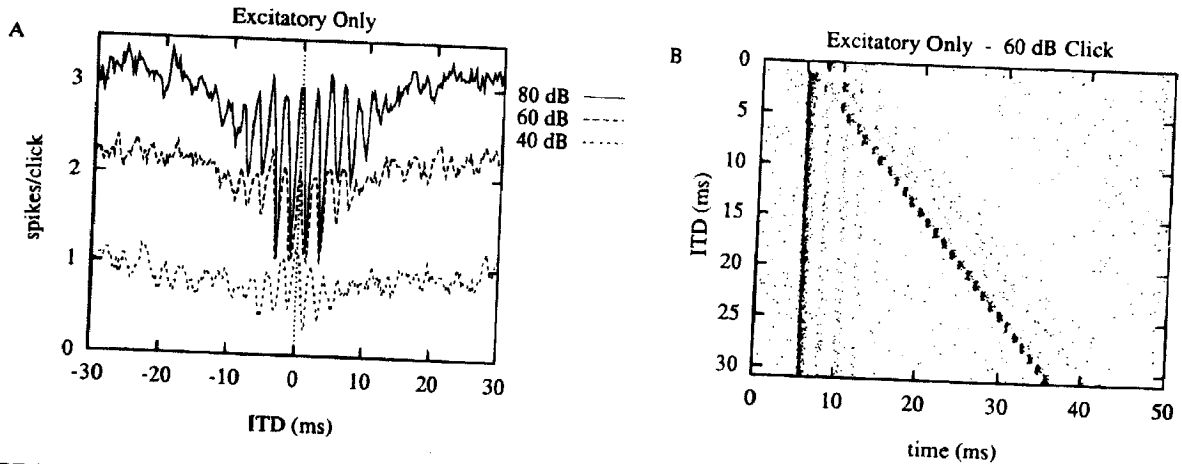 A
Excitatory Only
3
2
1
0
spikes/click
-30 -20 -10 0 10 20 30
ITD (ms)
80 dB
60 dB
40 dB
B
Excitatory Only - 60 dB Click
0
5
10
15
20
25
30
ITD (ms)
0 10 20 30 40 50
time (ms)